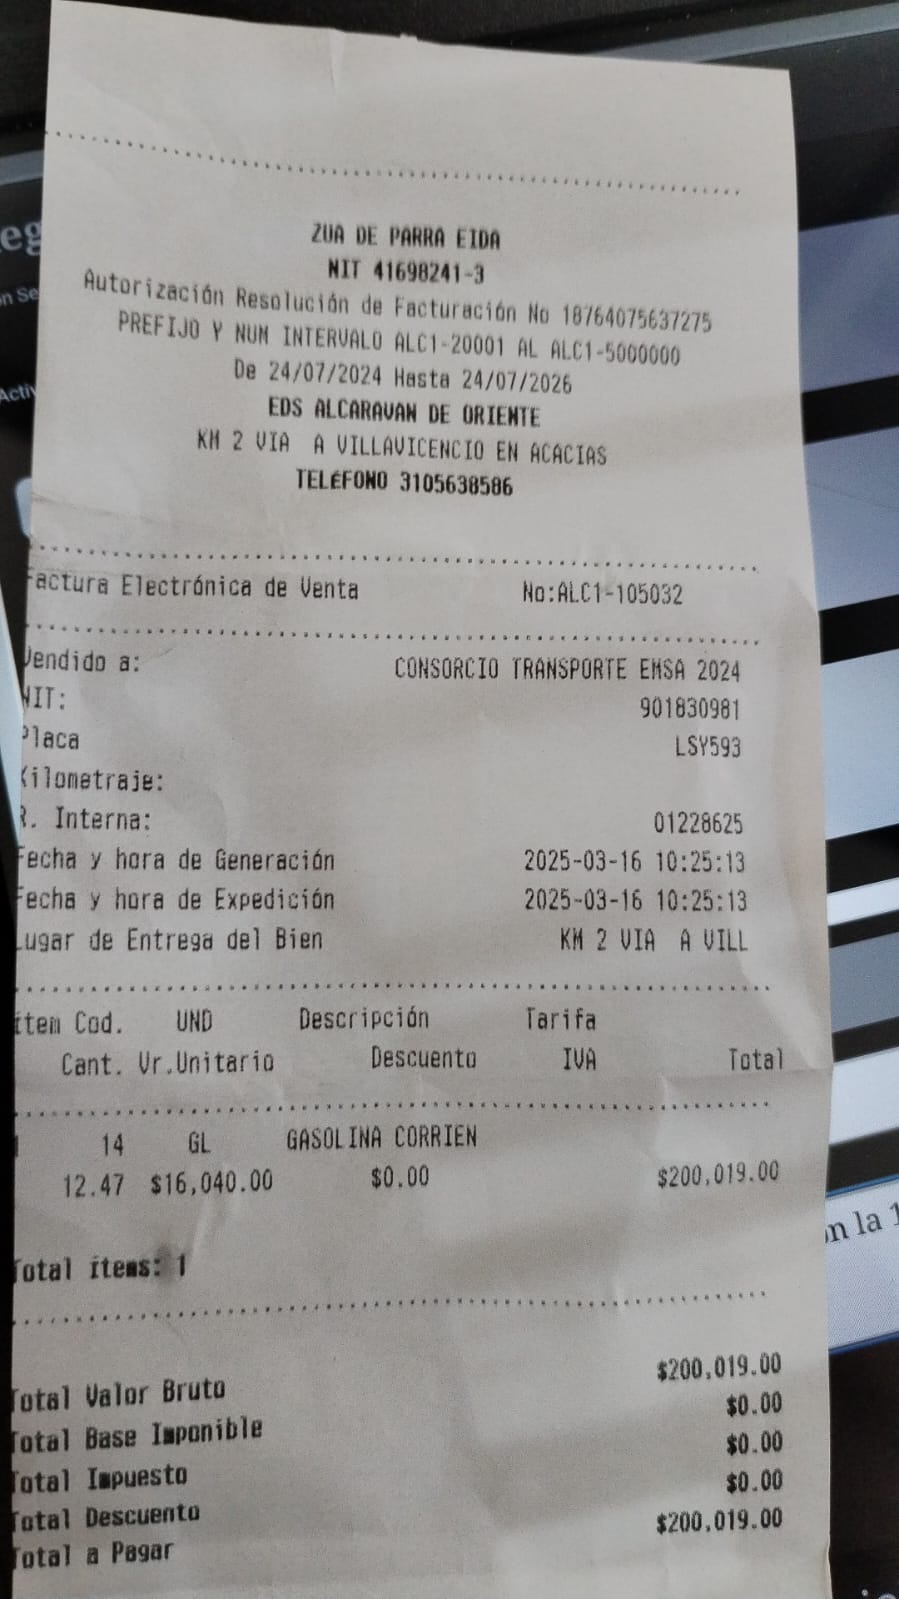 ZUA DE PARRA EIDA
NIT 41698241-3
Autorización Resolución de Facturación No 18764075637275
PREFIJO Y NUM INTERVALO ALC1-20001 AL ALC1-5000000
De 24/07/2024 Hasta 24/07/2026
EDS ALCARAVAN DE ORIENTE
KM 2 VIA A VILLAVICENCIO EN ACACIAS
TELÉFONO 3105638586
Factura Electrónica de Venta No:ALC1-105032
Vendido a: CONSORCIO TRANSPORTE EMSA 2024
NIT: 901830981
Placa LSY593
Kilometraje:
R. Interna: 01228625
Fecha y hora de Generación 2025-03-16 10:25:13
Fecha y hora de Expedición 2025-03-16 10:25:13
Lugar de Entrega del Bien KM 2 VIA A VILL
ítem Cod. UND Descripción Tarifa
Cant. Vr.Unitario Descuento IVA Total
1 14 GL GASOLINA CORRIEN
12.47 $16,040.00 $0.00 $200,019.00
Total ítems: 1
Total Valor Bruto $200,019.00
Total Base Imponible $0.00
Total Impuesto $0.00
Total Descuento $0.00
Total a Pagar $200,019.00